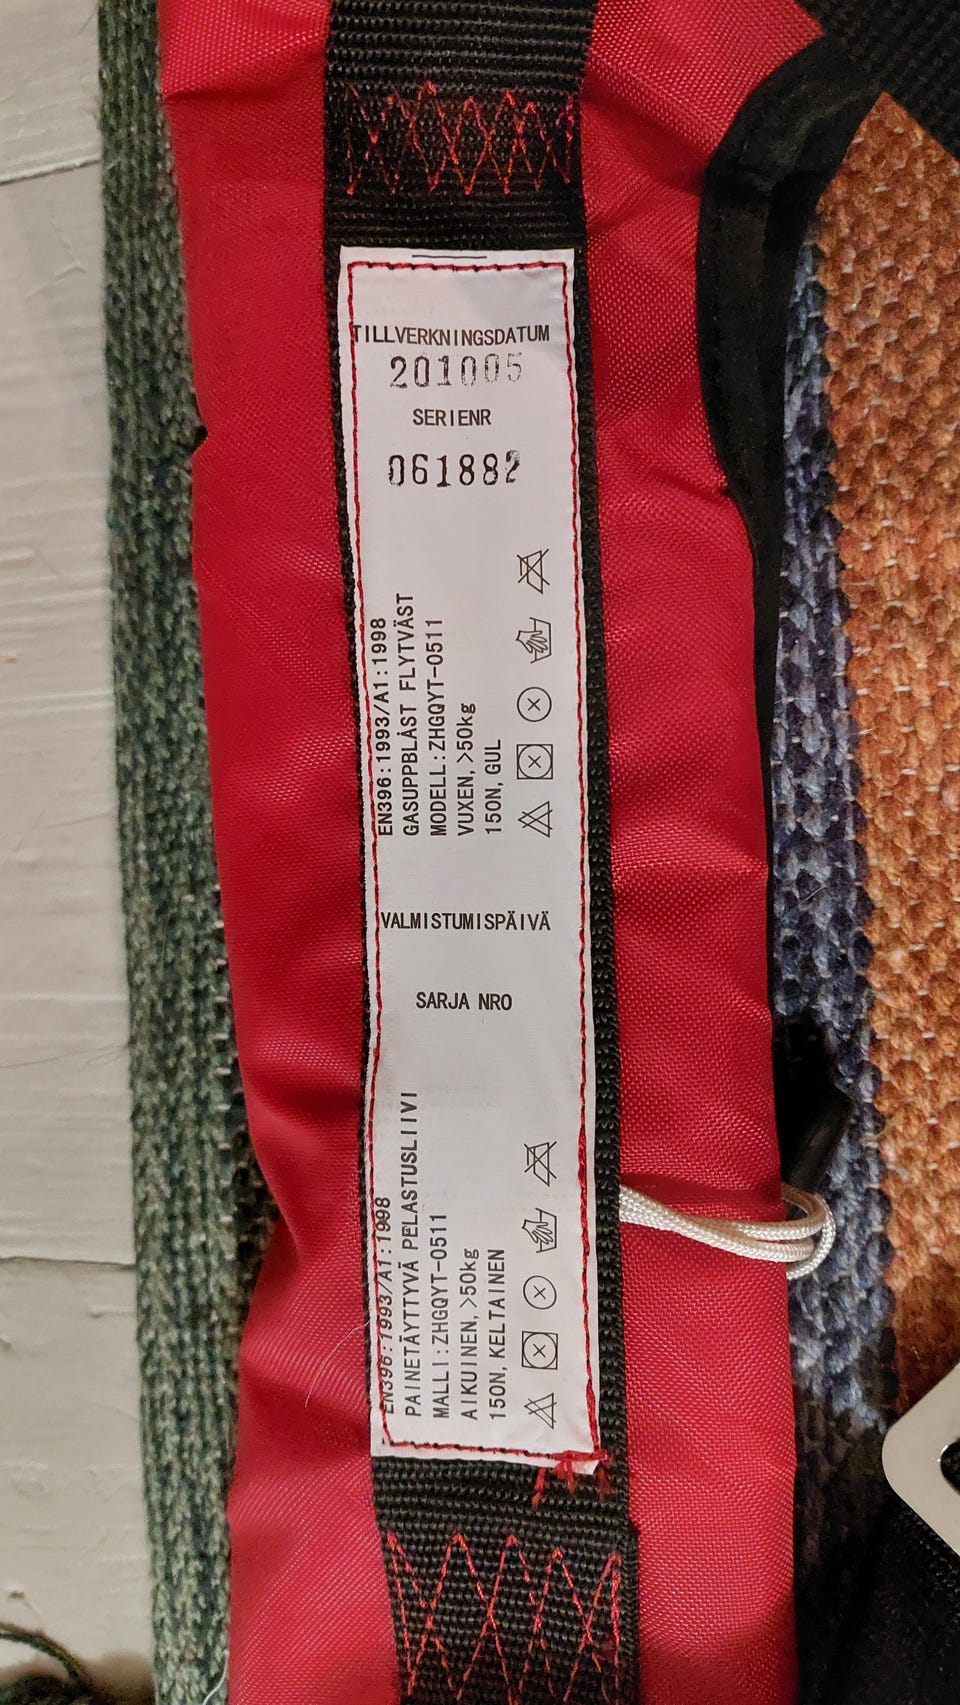 TILLVERKNINGSDATUM
201005
SERIENR
061882
EN396:1993/A1:1998
GASUPPBLÅST FLYTVÄST
MODELL:ZHGQYT-0511
VUXEN,>50kg
150N, GUL
VALMISTUMISPÄIVÄ
SARJA NRO
EN396:1993/A1:1998
PAINETÄYTTYVÄ PELASTUSLIIVI
MALLI:ZHGQYT-0511
AIKUINEN,>50kg
150N, KELTAINEN